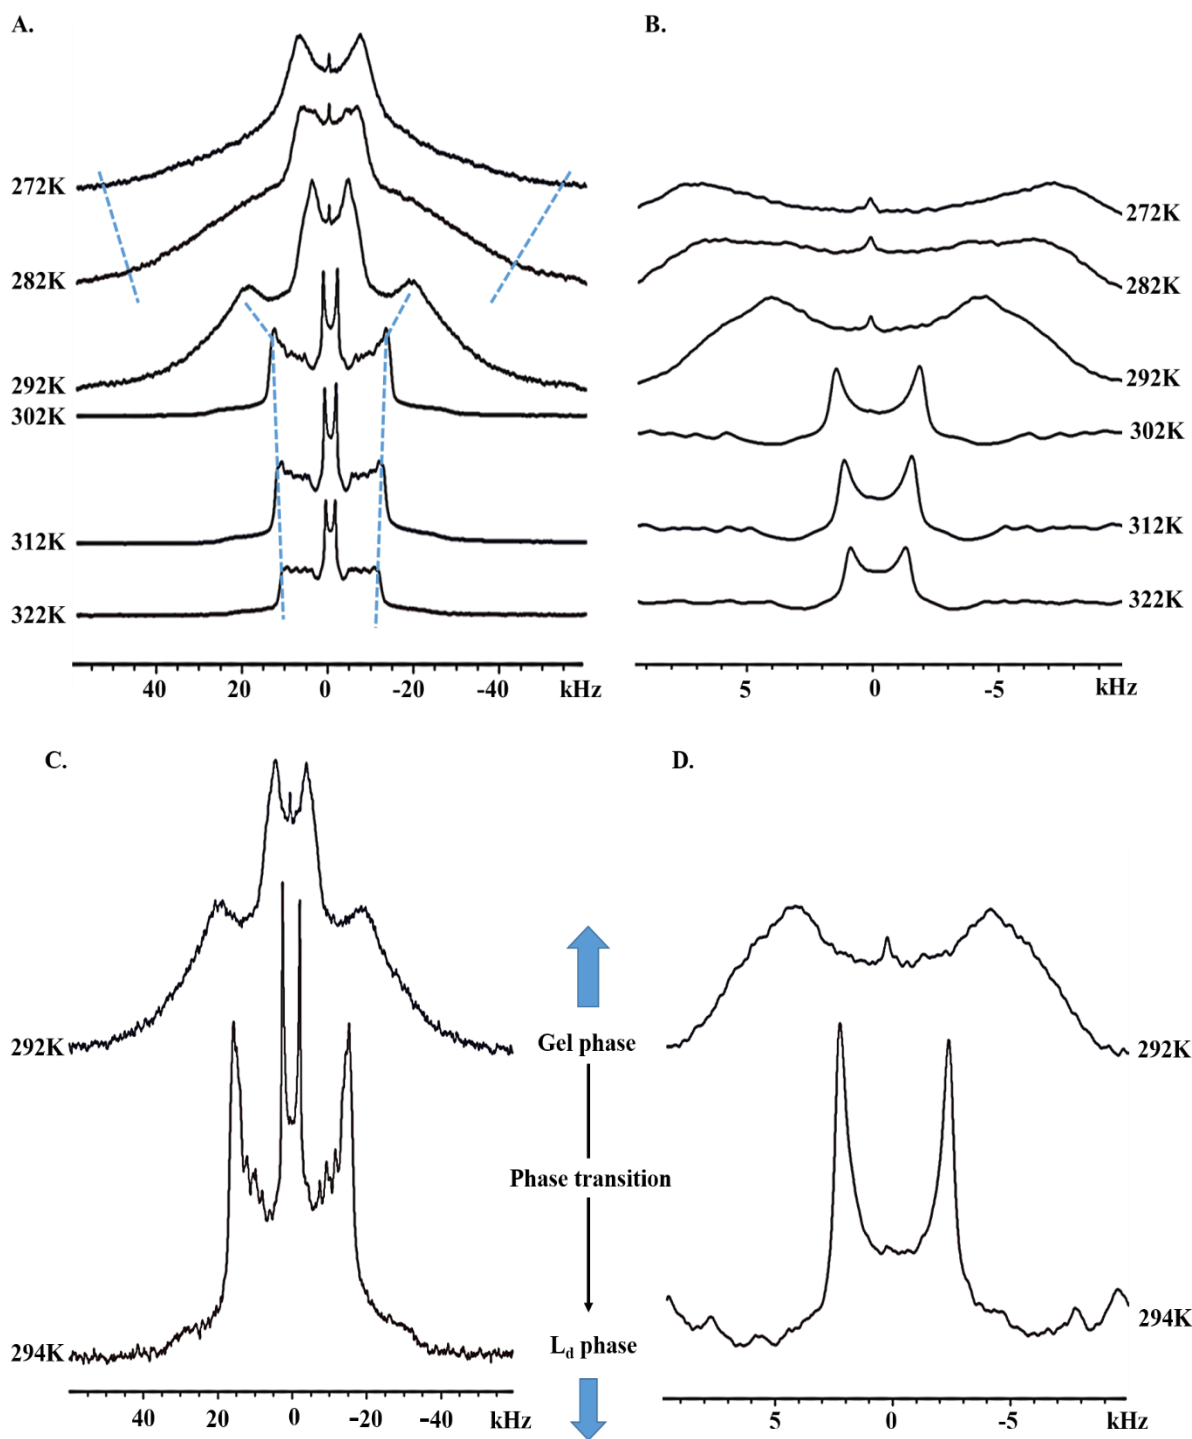 A.
272K
282K
292K
302K
312K
322K
40 20 0 -20 -40 kHz
B.
272K
282K
292K
302K
312K
322K
5 0 -5 kHz
C.
292K
294K
40 20 0 -20 -40 kHz
Gel phase
Phase transition
Ld phase
D.
292K
294K
5 0 -5 kHz